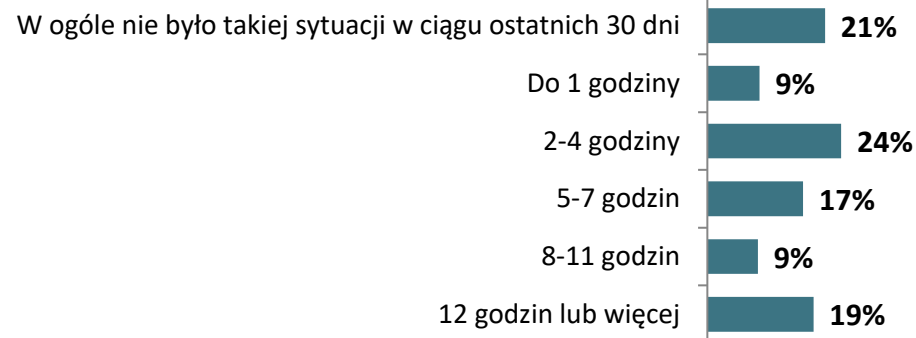 W ogóle nie było takiej sytuacji w ciągu ostatnich 30 dni 21%
Do 1 godziny 9%
2-4 godziny 24%
5-7 godzin 17%
8-11 godzin 9%
12 godzin lub więcej 19%